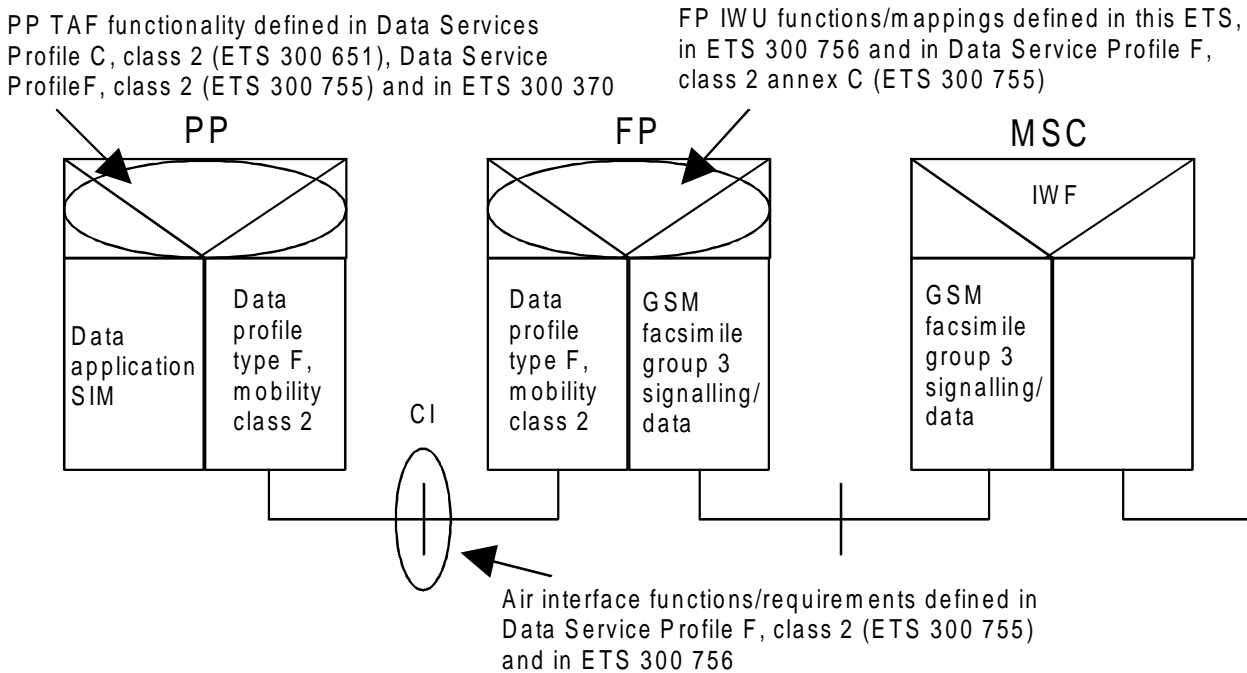 PP TAF functionality defined in Data Services
Profile C, class 2 (ETS 300 651), Data Service
ProfileF, class 2 (ETS 300 755) and in ETS 300 370
FP IWU functions/mappings defined in this ETS,
in ETS 300 756 and in Data Service Profile F,
class 2 annex C (ETS 300 755)
PP
FP
MSC
IWF
Data
application
SIM
Data
profile
type F,
mobility
class 2
Data
profile
type F,
mobility
class 2
GSM
facsimile
group 3
signalling/
data
GSM
facsimile
group 3
signalling/
data
CI
Air interface functions/requirements defined in
Data Service Profile F, class 2 (ETS 300 755)
and in ETS 300 756